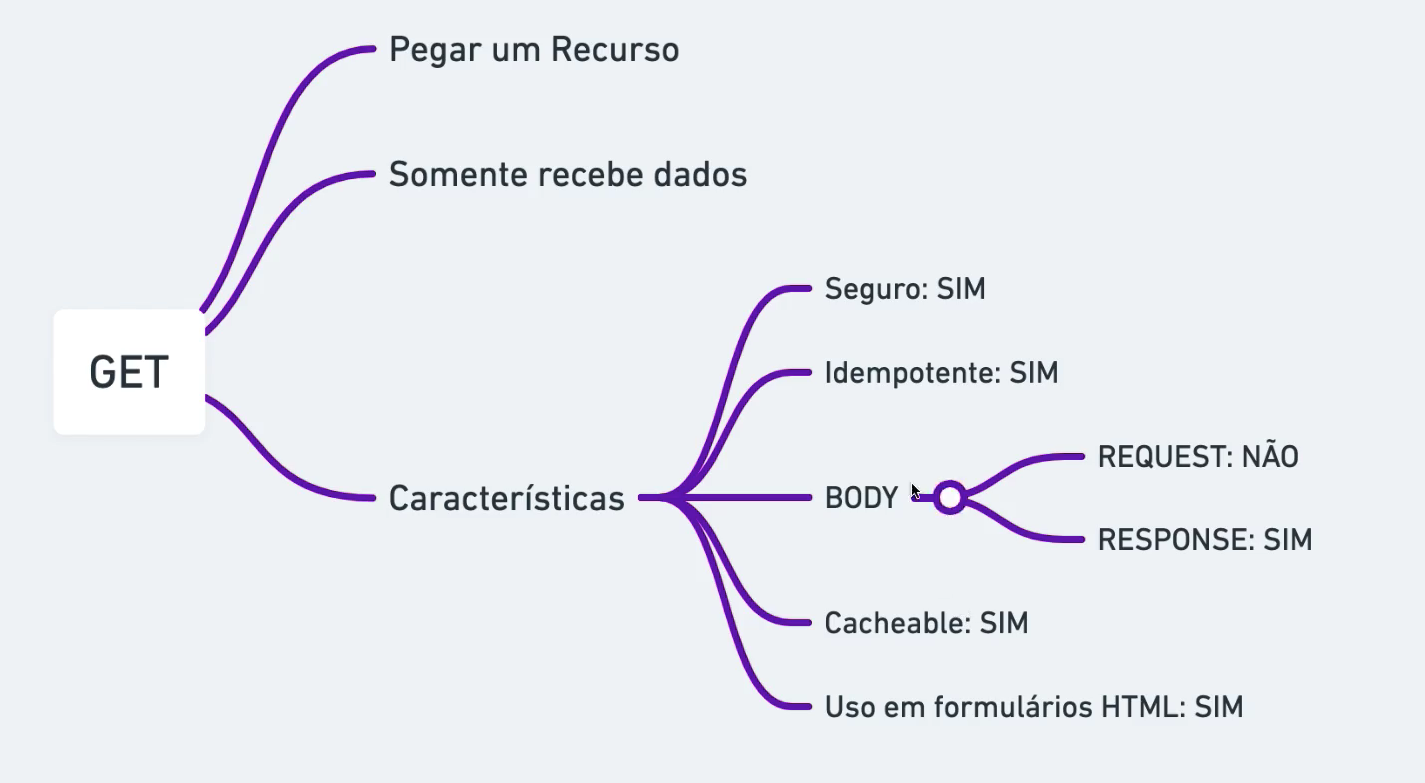 Pegar um Recurso
Somente recebe dados
GET
Características
Seguro: SIM
Idempotente: SIM
BODY
REQUEST: NÃO
RESPONSE: SIM
Cacheable: SIM
Uso em formulários HTML: SIM